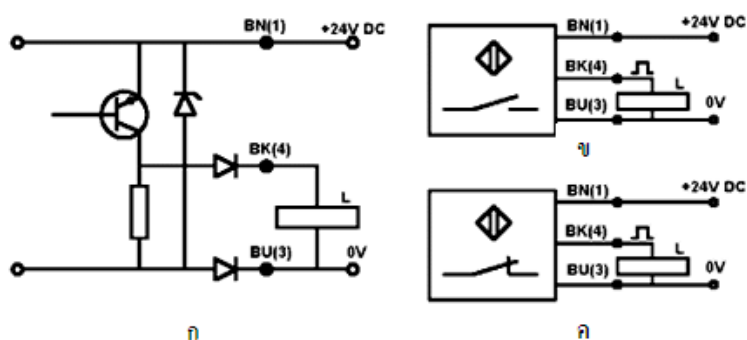 BN(1) +24V DC
BK(4)
L
BU(3) 0V
ก
BN(1) +24V DC
BK(4)
L
BU(3) 0V
ข
BN(1) +24V DC
BK(4)
L
BU(3) 0V
ค